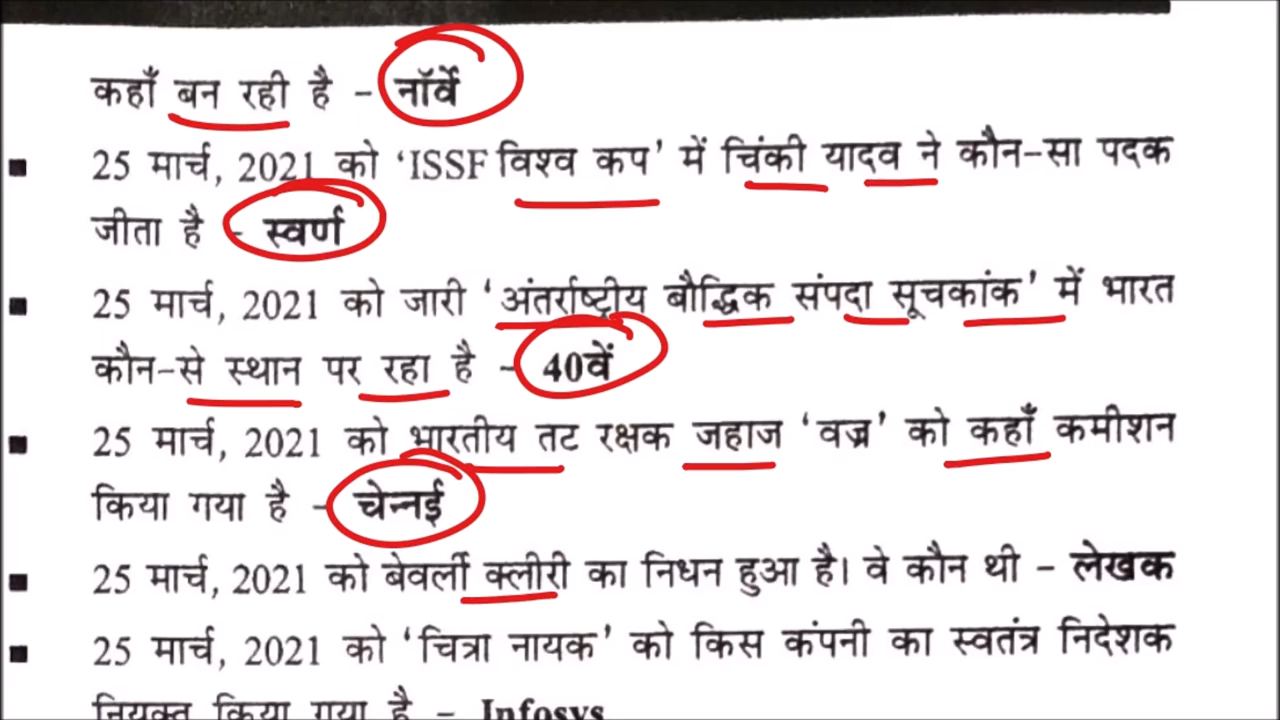 कहाँ बन रही है - नॉर्वे
▪ 25 मार्च, 2021 को ‘ISSF विश्व कप’ में चिंकी यादव ने कौन-सा पदक
जीता है - स्वर्ण
▪ 25 मार्च, 2021 को जारी ‘अंतर्राष्ट्रीय बौद्धिक संपदा सूचकांक’ में भारत
कौन-से स्थान पर रहा है - 40वें
▪ 25 मार्च, 2021 को भारतीय तट रक्षक जहाज ‘वज्र’ को कहाँ कमीशन
किया गया है - चेन्नई
▪ 25 मार्च, 2021 को बेवर्ली क्लीरी का निधन हुआ है। वे कौन थी - लेखक
▪ 25 मार्च, 2021 को ‘चित्रा नायक’ को किस कंपनी का स्वतंत्र निदेशक
नियुक्त किया गया है - Infosys